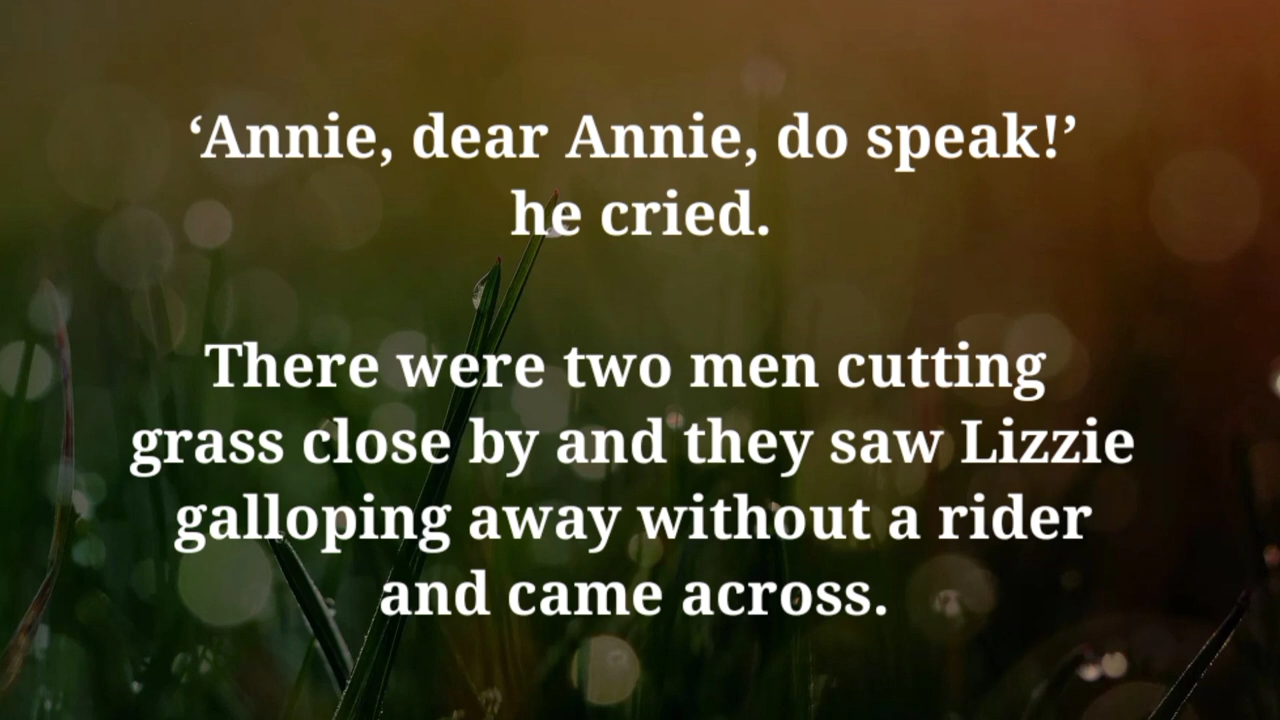 ‘Annie, dear Annie, do speak!’
he cried.
There were two men cutting
grass close by and they saw Lizzie
galloping away without a rider
and came across.